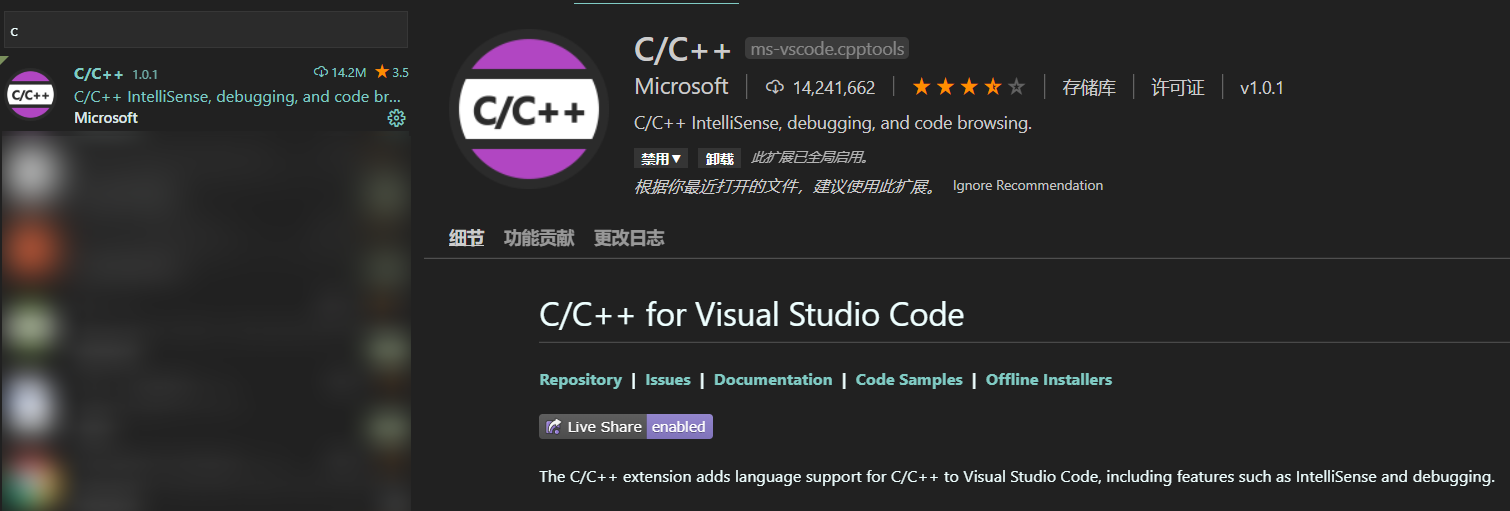 c
C/C++ 1.0.1 14.2M 3.5
C/C++ IntelliSense, debugging, and code br...
Microsoft
C/C++
C/C++
C/C++ ms-vscode.cpptools
Microsoft 14,241,662 存储库 许可证 v1.0.1
C/C++ IntelliSense, debugging, and code browsing.
禁用 卸载 此扩展已全局启用。
根据你最近打开的文件，建议使用此扩展。 Ignore Recommendation
细节 功能贡献 更改日志
C/C++ for Visual Studio Code
Repository | Issues | Documentation | Code Samples | Offline Installers
Live Share enabled
The C/C++ extension adds language support for C/C++ to Visual Studio Code, including features such as IntelliSense and debugging.